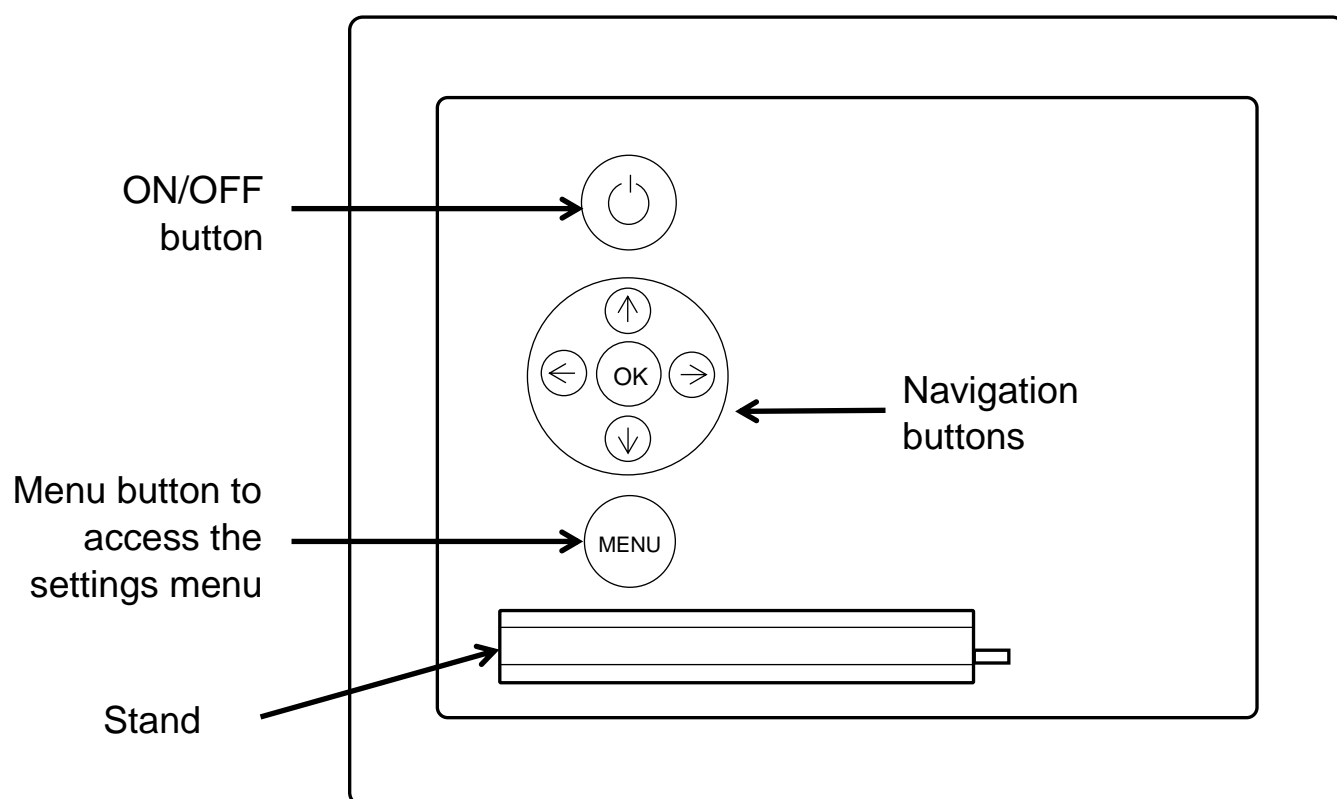 ON/OFF
button
OK
Navigation
buttons
Menu button to
access the
settings menu
MENU
Stand